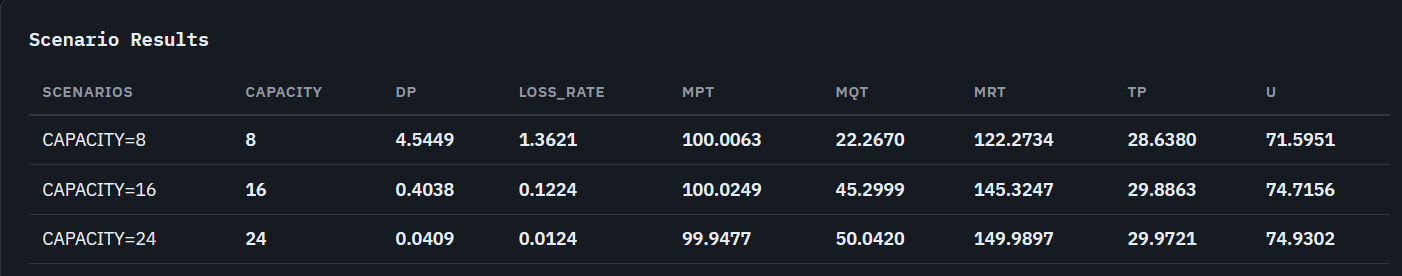 Scenario Results
SCENARIOS CAPACITY DP LOSS_RATE MPT MQT MRT TP U
CAPACITY=8 8 4.5449 1.3621 100.0063 22.2670 122.2734 28.6380 71.5951
CAPACITY=16 16 0.4038 0.1224 100.0249 45.2999 145.3247 29.8863 74.7156
CAPACITY=24 24 0.0409 0.0124 99.9477 50.0420 149.9897 29.9721 74.9302